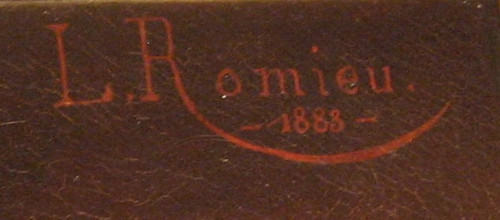 L. Romieu.
- 1883 -